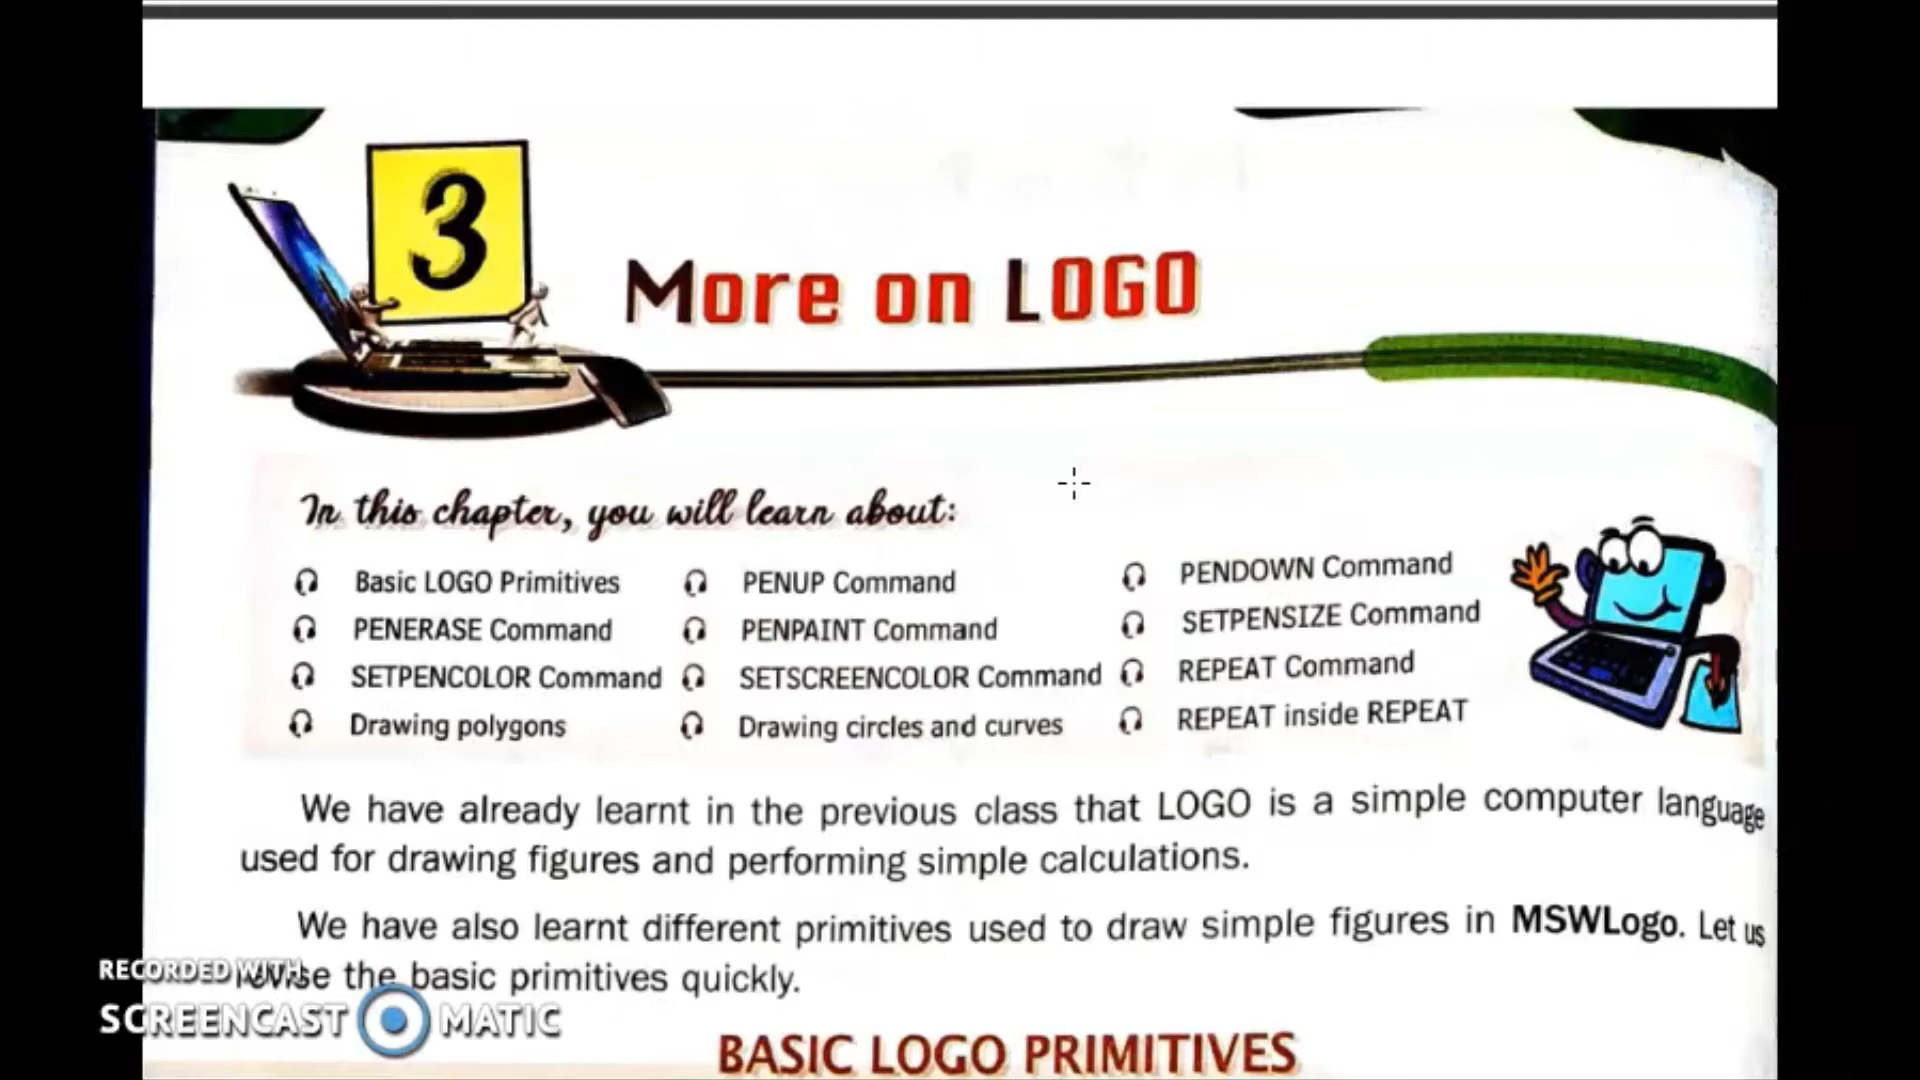 3
More on LOGO
In this chapter, you will learn about:
Basic LOGO Primitives PENUP Command PENDOWN Command
PENERASE Command PENPAINT Command SETPENSIZE Command
SETPENCOLOR Command SETSCREENCOLOR Command REPEAT Command
Drawing polygons Drawing circles and curves REPEAT inside REPEAT
We have already learnt in the previous class that LOGO is a simple computer language
used for drawing figures and performing simple calculations.
We have also learnt different primitives used to draw simple figures in MSWLogo. Let us
revise the basic primitives quickly.
RECORDED WITH
SCREENCAST MATIC
BASIC LOGO PRIMITIVES